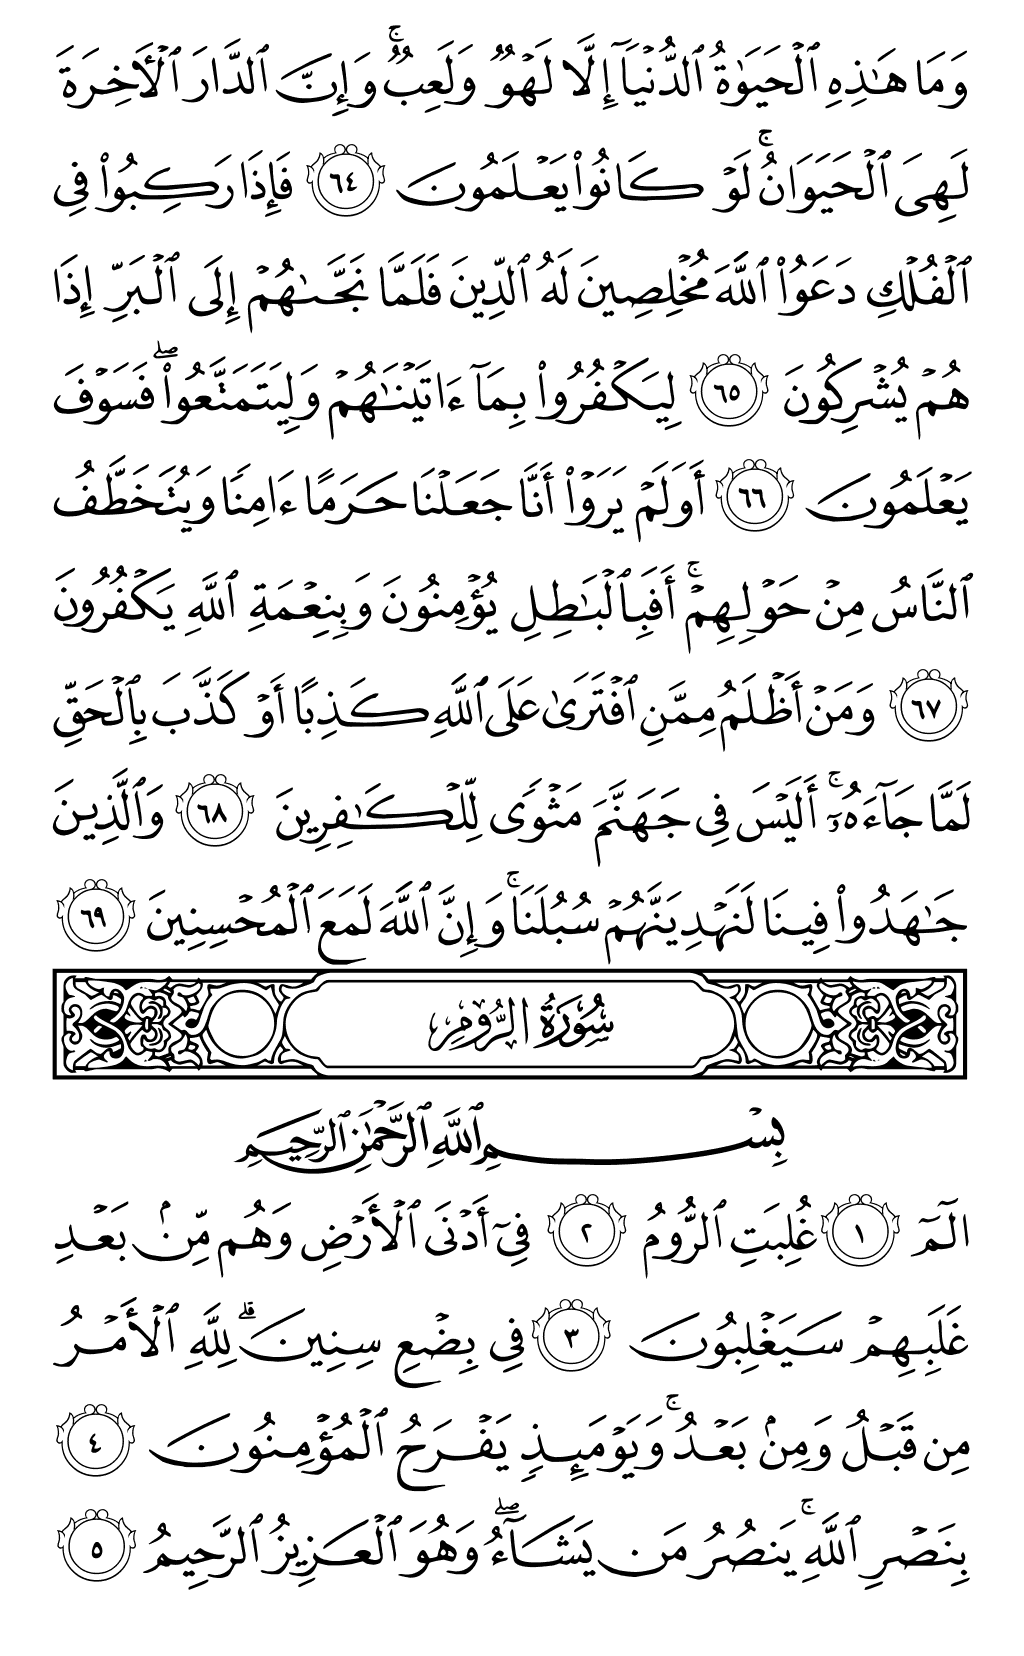 وَمَا هَـٰذِهِ ٱلْحَيَوٰةُ ٱلدُّنْيَآ إِلَّا لَهْوٌ وَلَعِبٌ ۚ وَإِنَّ ٱلدَّارَ ٱلْـَٔاخِرَةَ
لَهِىَ ٱلْحَيَوَانُ ۚ لَوْ كَانُوا۟ يَعْلَمُونَ ٦٤ فَإِذَا رَكِبُوا۟ فِى
ٱلْفُلْكِ دَعَوُا۟ ٱللَّهَ مُخْلِصِينَ لَهُ ٱلدِّينَ فَلَمَّا نَجَّىٰهُمْ إِلَى ٱلْبَرِّ إِذَا
هُمْ يُشْرِكُونَ ٦٥ لِيَكْفُرُوا۟ بِمَآ ءَاتَيْنَـٰهُمْ وَلِيَتَمَتَّعُوا۟ ۖ فَسَوْفَ
يَعْلَمُونَ ٦٦ أَوَلَمْ يَرَوْا۟ أَنَّا جَعَلْنَا حَرَمًا ءَامِنًا وَيُتَخَطَّفُ
ٱلنَّاسُ مِنْ حَوْلِهِمْ ۚ أَفَبِٱلْبَـٰطِلِ يُؤْمِنُونَ وَبِنِعْمَةِ ٱللَّهِ يَكْفُرُونَ
٦٧ وَمَنْ أَظْلَمُ مِمَّنِ ٱفْتَرَىٰ عَلَى ٱللَّهِ كَذِبًا أَوْ كَذَّبَ بِٱلْحَقِّ
لَمَّا جَآءَهُۥٓ ۚ أَلَيْسَ فِى جَهَنَّمَ مَثْوًى لِّلْكَـٰفِرِينَ ٦٨ وَٱلَّذِينَ
جَـٰهَدُوا۟ فِينَا لَنَهْدِيَنَّهُمْ سُبُلَنَا ۚ وَإِنَّ ٱللَّهَ لَمَعَ ٱلْمُحْسِنِينَ ٦٩
سُورَةُ الرُّومِ
بِسْمِ ٱللَّهِ ٱلرَّحْمَـٰنِ ٱلرَّحِيمِ
الٓمٓ ١ غُلِبَتِ ٱلرُّومُ ٢ فِىٓ أَدْنَى ٱلْأَرْضِ وَهُم مِّنۢ بَعْدِ
غَلَبِهِمْ سَيَغْلِبُونَ ٣ فِى بِضْعِ سِنِينَ ۗ لِلَّهِ ٱلْأَمْرُ
مِن قَبْلُ وَمِنۢ بَعْدُ ۚ وَيَوْمَئِذٍ يَفْرَحُ ٱلْمُؤْمِنُونَ ٤
بِنَصْرِ ٱللَّهِ ۚ يَنصُرُ مَن يَشَآءُ ۖ وَهُوَ ٱلْعَزِيزُ ٱلرَّحِيمُ ٥